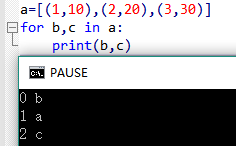 a=[(1,10),(2,20),(3,30)]
for b,c in a:
    print(b,c)
C:\. PAUSE
0 b
1 a
2 c